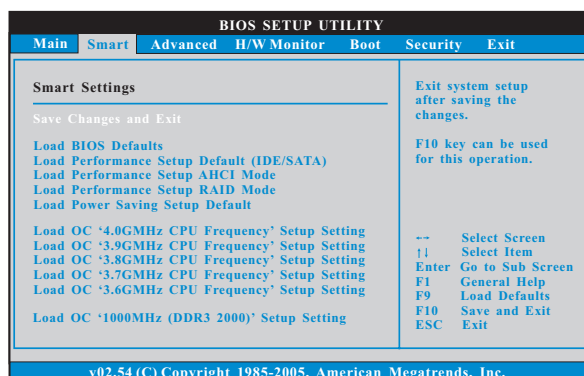 BIOS SETUP UTILITY
Main Smart Advanced H/W Monitor Boot Security Exit
Smart Settings
Save Changes and Exit
Load BIOS Defaults
Load Performance Setup Default (IDE/SATA)
Load Performance Setup AHCI Mode
Load Performance Setup RAID Mode
Load Power Saving Setup Default
Load OC ‘4.0GMHz CPU Frequency’ Setup Setting
Load OC ‘3.9GMHz CPU Frequency’ Setup Setting
Load OC ‘3.8GMHz CPU Frequency’ Setup Setting
Load OC ‘3.7GMHz CPU Frequency’ Setup Setting
Load OC ‘3.6GMHz CPU Frequency’ Setup Setting
Load OC ‘1000MHz (DDR3 2000)’ Setup Setting
Exit system setup
after saving the
changes.
F10 key can be used
for this operation.
←→ Select Screen
↑↓ Select Item
Enter Go to Sub Screen
F1 General Help
F9 Load Defaults
F10 Save and Exit
ESC Exit
v02.54 (C) Copyright 1985-2005, American Megatrends, Inc.